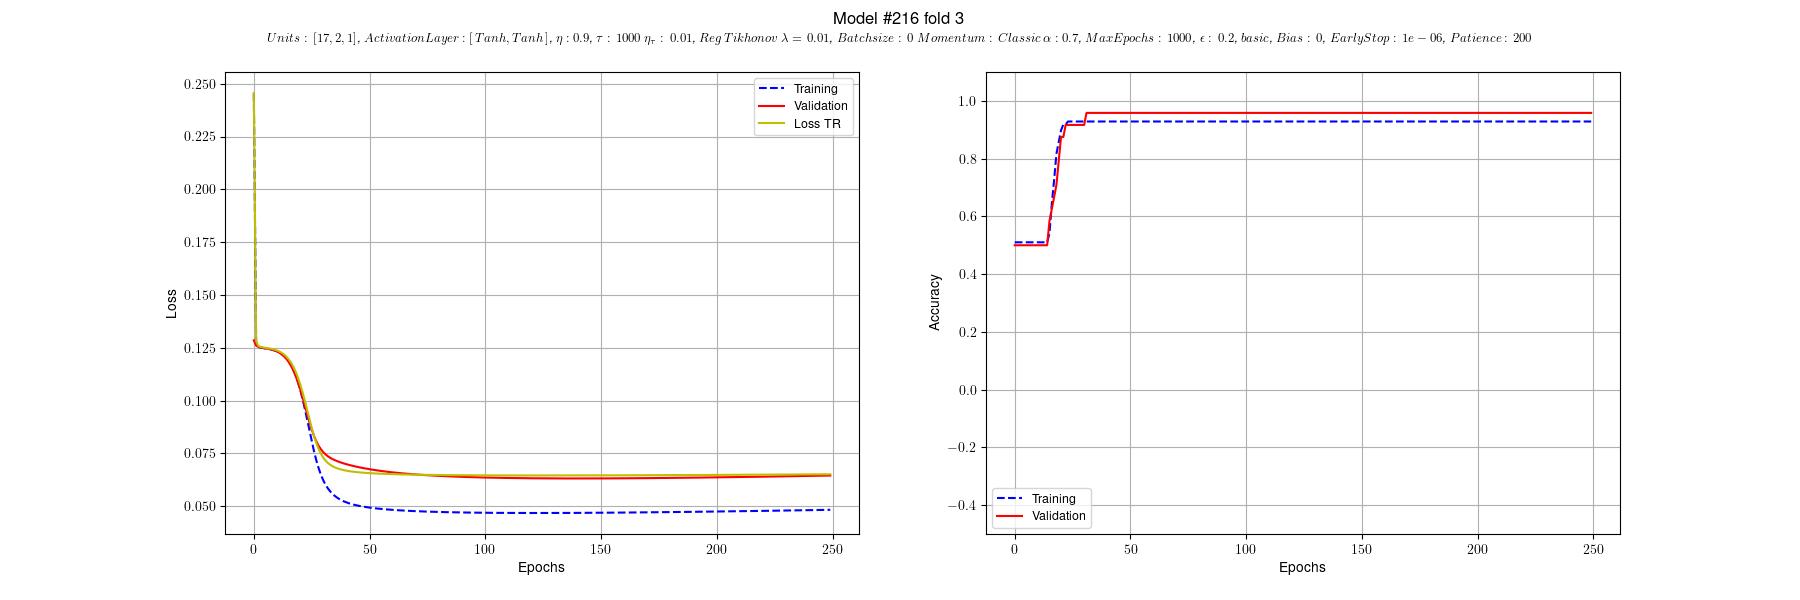 Model #216 fold 3
Units : [17, 2, 1], ActivationLayer : [ Tanh, Tanh ], η : 0.9, τ : 1000 ητ : 0.01, Reg Tikhonov λ = 0.01, Batchsize : 0 Momentum : Classic α : 0.7, MaxEpochs : 1000, ϵ : 0.2, basic, Bias : 0, EarlyStop : 1e − 06, Patience : 200
0.250
0.225
0.200
0.175
0.150
0.125
0.100
0.075
0.050
Loss
Training
Validation
Loss TR
0 50 100 150 200 250
Epochs
1.0
0.8
0.6
0.4
0.2
0.0
−0.2
−0.4
Accuracy
Training
Validation
0 50 100 150 200 250
Epochs